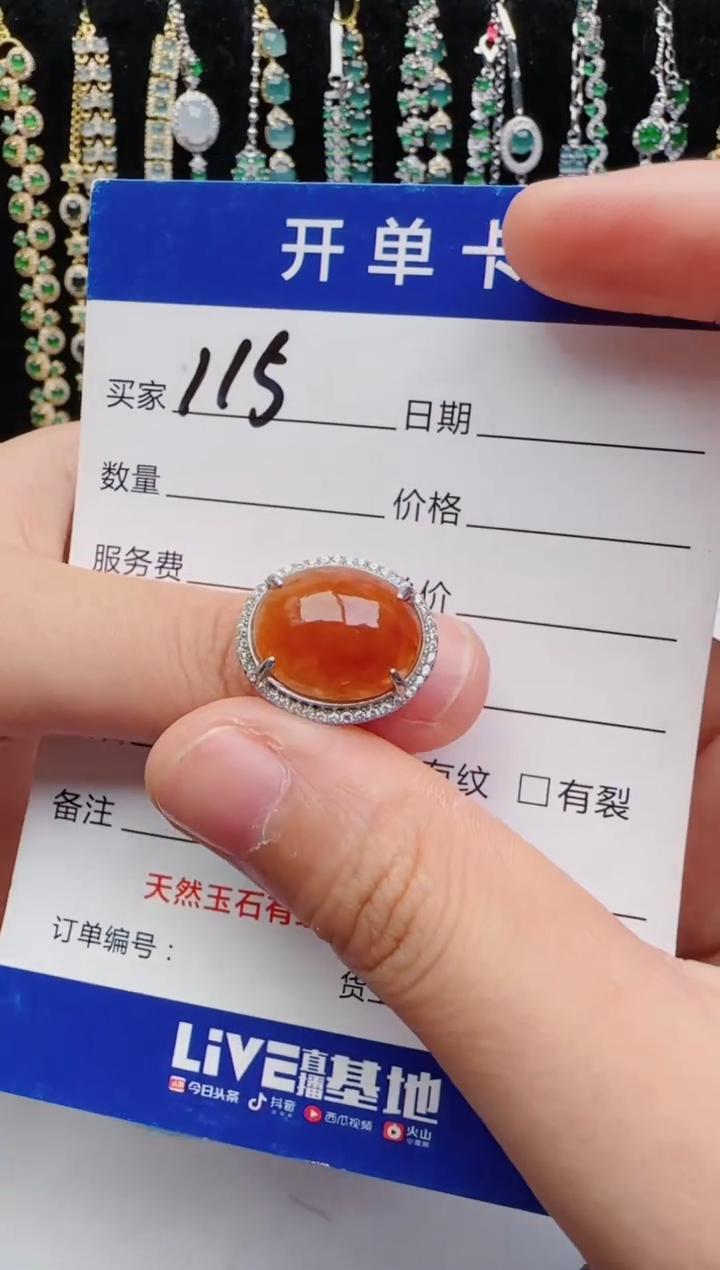 开单卡
买家 115 日期
数量 价格
服务费 价
有纹 □有裂
备注
天然玉石有
订单编号：
货
LiVE直播基地
今日头条 抖音 西瓜视频 火山